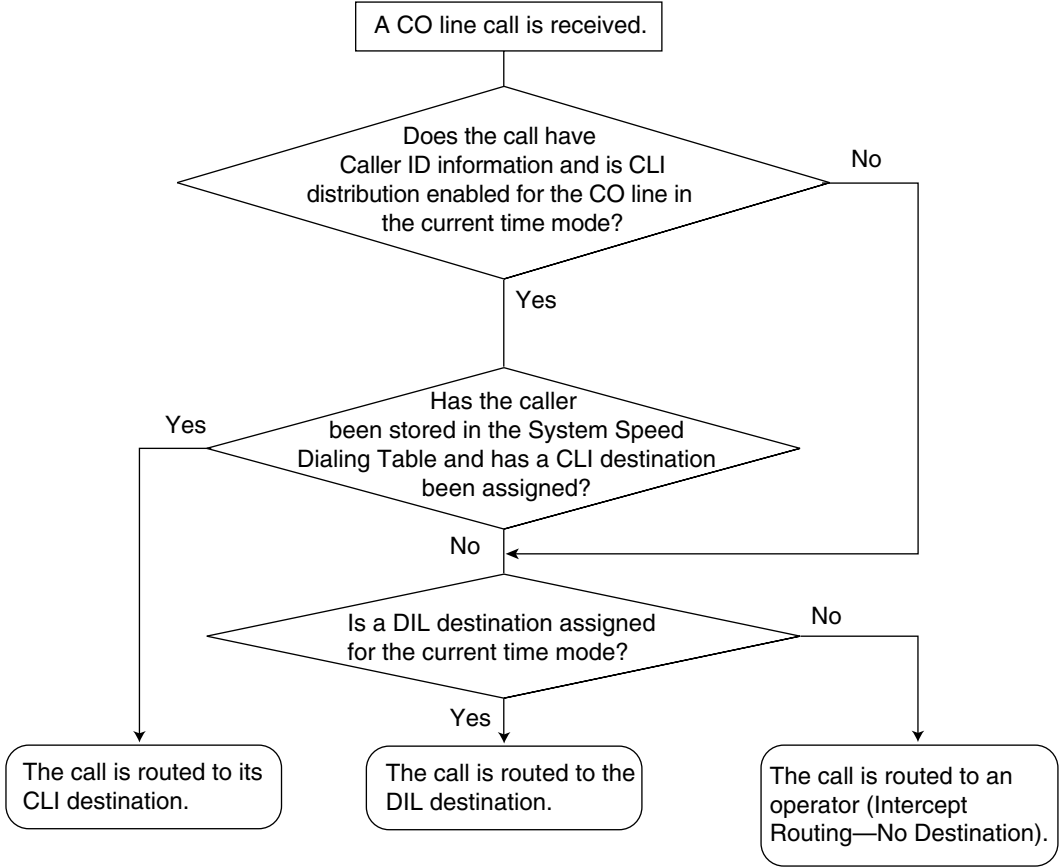 A CO line call is received.
Does the call have
Caller ID information and is CLI
distribution enabled for the CO line in
the current time mode?
No
Yes
Has the caller
been stored in the System Speed
Dialing Table and has a CLI destination
been assigned?
Yes
No
Is a DIL destination assigned
for the current time mode?
No
Yes
The call is routed to its
CLI destination.
The call is routed to the
DIL destination.
The call is routed to an
operator (Intercept
Routing—No Destination).